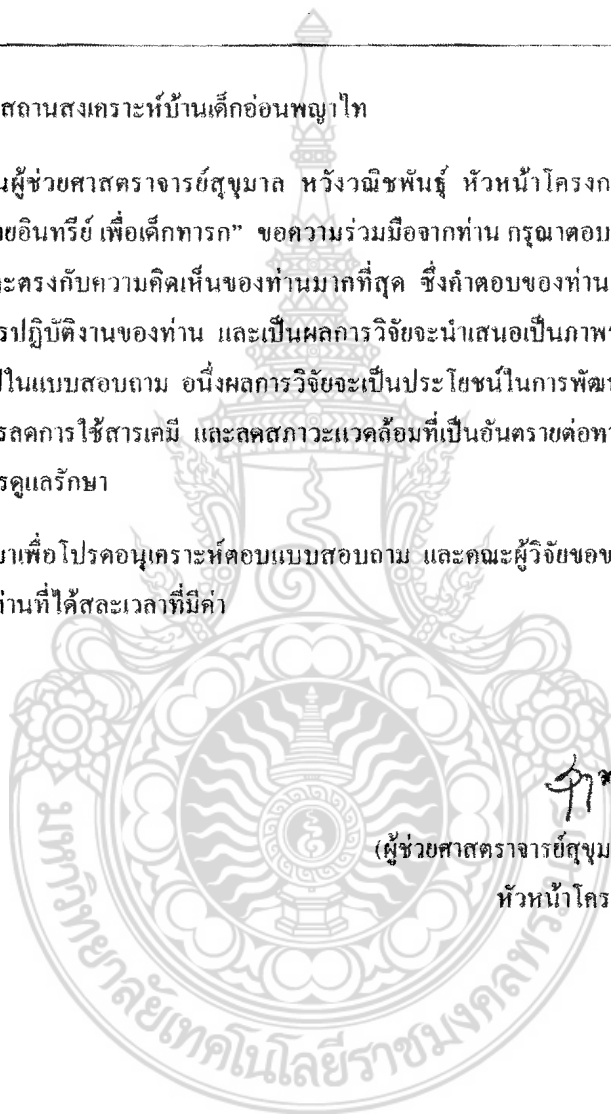 สถานสงเคราะห์บ้านเด็กอ่อนพญาไท
นผู้ช่วยศาสตราจารย์สุขุมาล หวังวณิชพันธุ์ หัวหน้าโครงก
ยอินทรีย์ เพื่อเด็กทารก” ขอความร่วมมือจากท่าน กรุณาตอบ
ะตรงกับความคิดเห็นของท่านมากที่สุด ซึ่งคำตอบของท่าน
รปฏิบัติงานของท่าน และเป็นผลการวิจัยจะนำเสนอเป็นภาพ
ปในแบบสอบถาม อนึ่งผลการวิจัยจะเป็นประโยชน์ในการพัฒ
รลดการใช้สารเคมี และลดสภาวะแวดล้อมที่เป็นอันตรายต่อทา
รดูแลรักษา
มาเพื่อโปรดอนุเคราะห์ตอบแบบสอบถาม และคณะผู้วิจัยขอข
ท่านที่ได้สละเวลาที่มีค่า
(ผู้ช่วยศาสตราจารย์สุขุม
หัวหน้าโคร
มหาวิทยาลัยเทคโนโลยีราชมงคลพระนคร